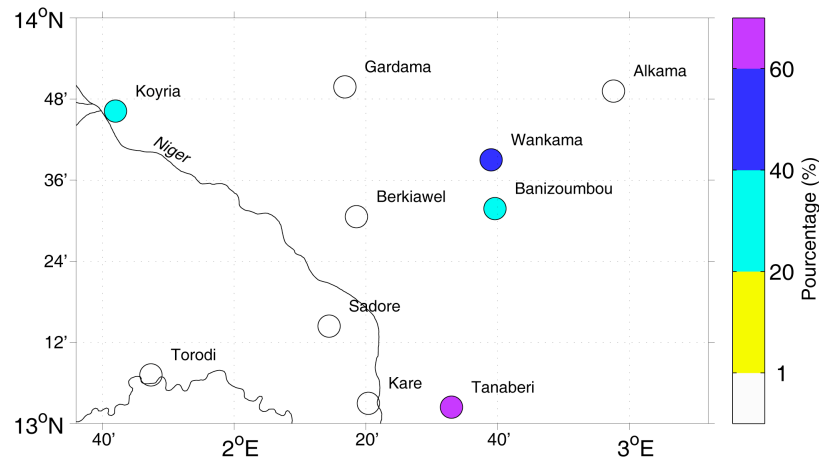 14°N
Gardama
Alkama
48'
Koyria
60
Niger
Wankama
36'
40
Banizoumbou
Berkiawel
24'
20
Pourcentage (%)
Sadore
12'
Torodi
1
Kare
Tanaberi
13°N
40'
2°E
20'
40'
3°E